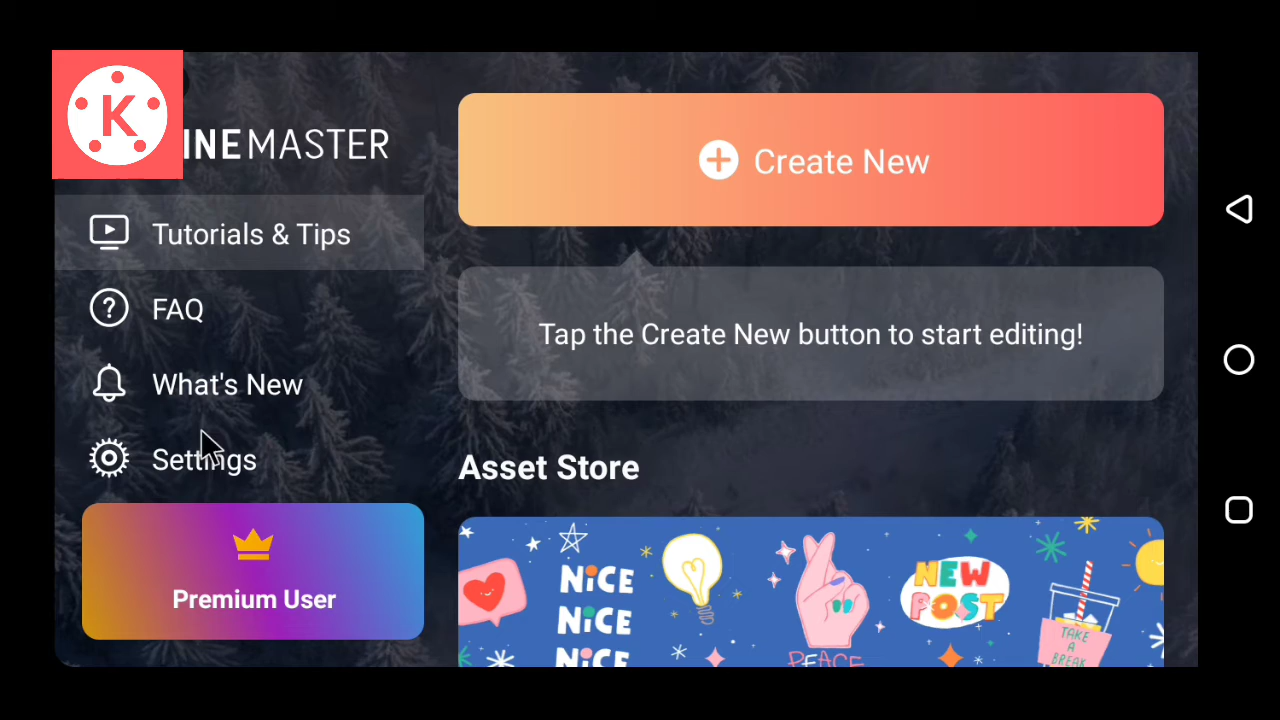 K
INEMASTER
Create New
Tutorials & Tips
FAQ
Tap the Create New button to start editing!
What's New
Settings
Asset Store
Premium User
NiCE
NiCE
NiCE
PEACE
NEW
POST
TAKE
A
BREAK